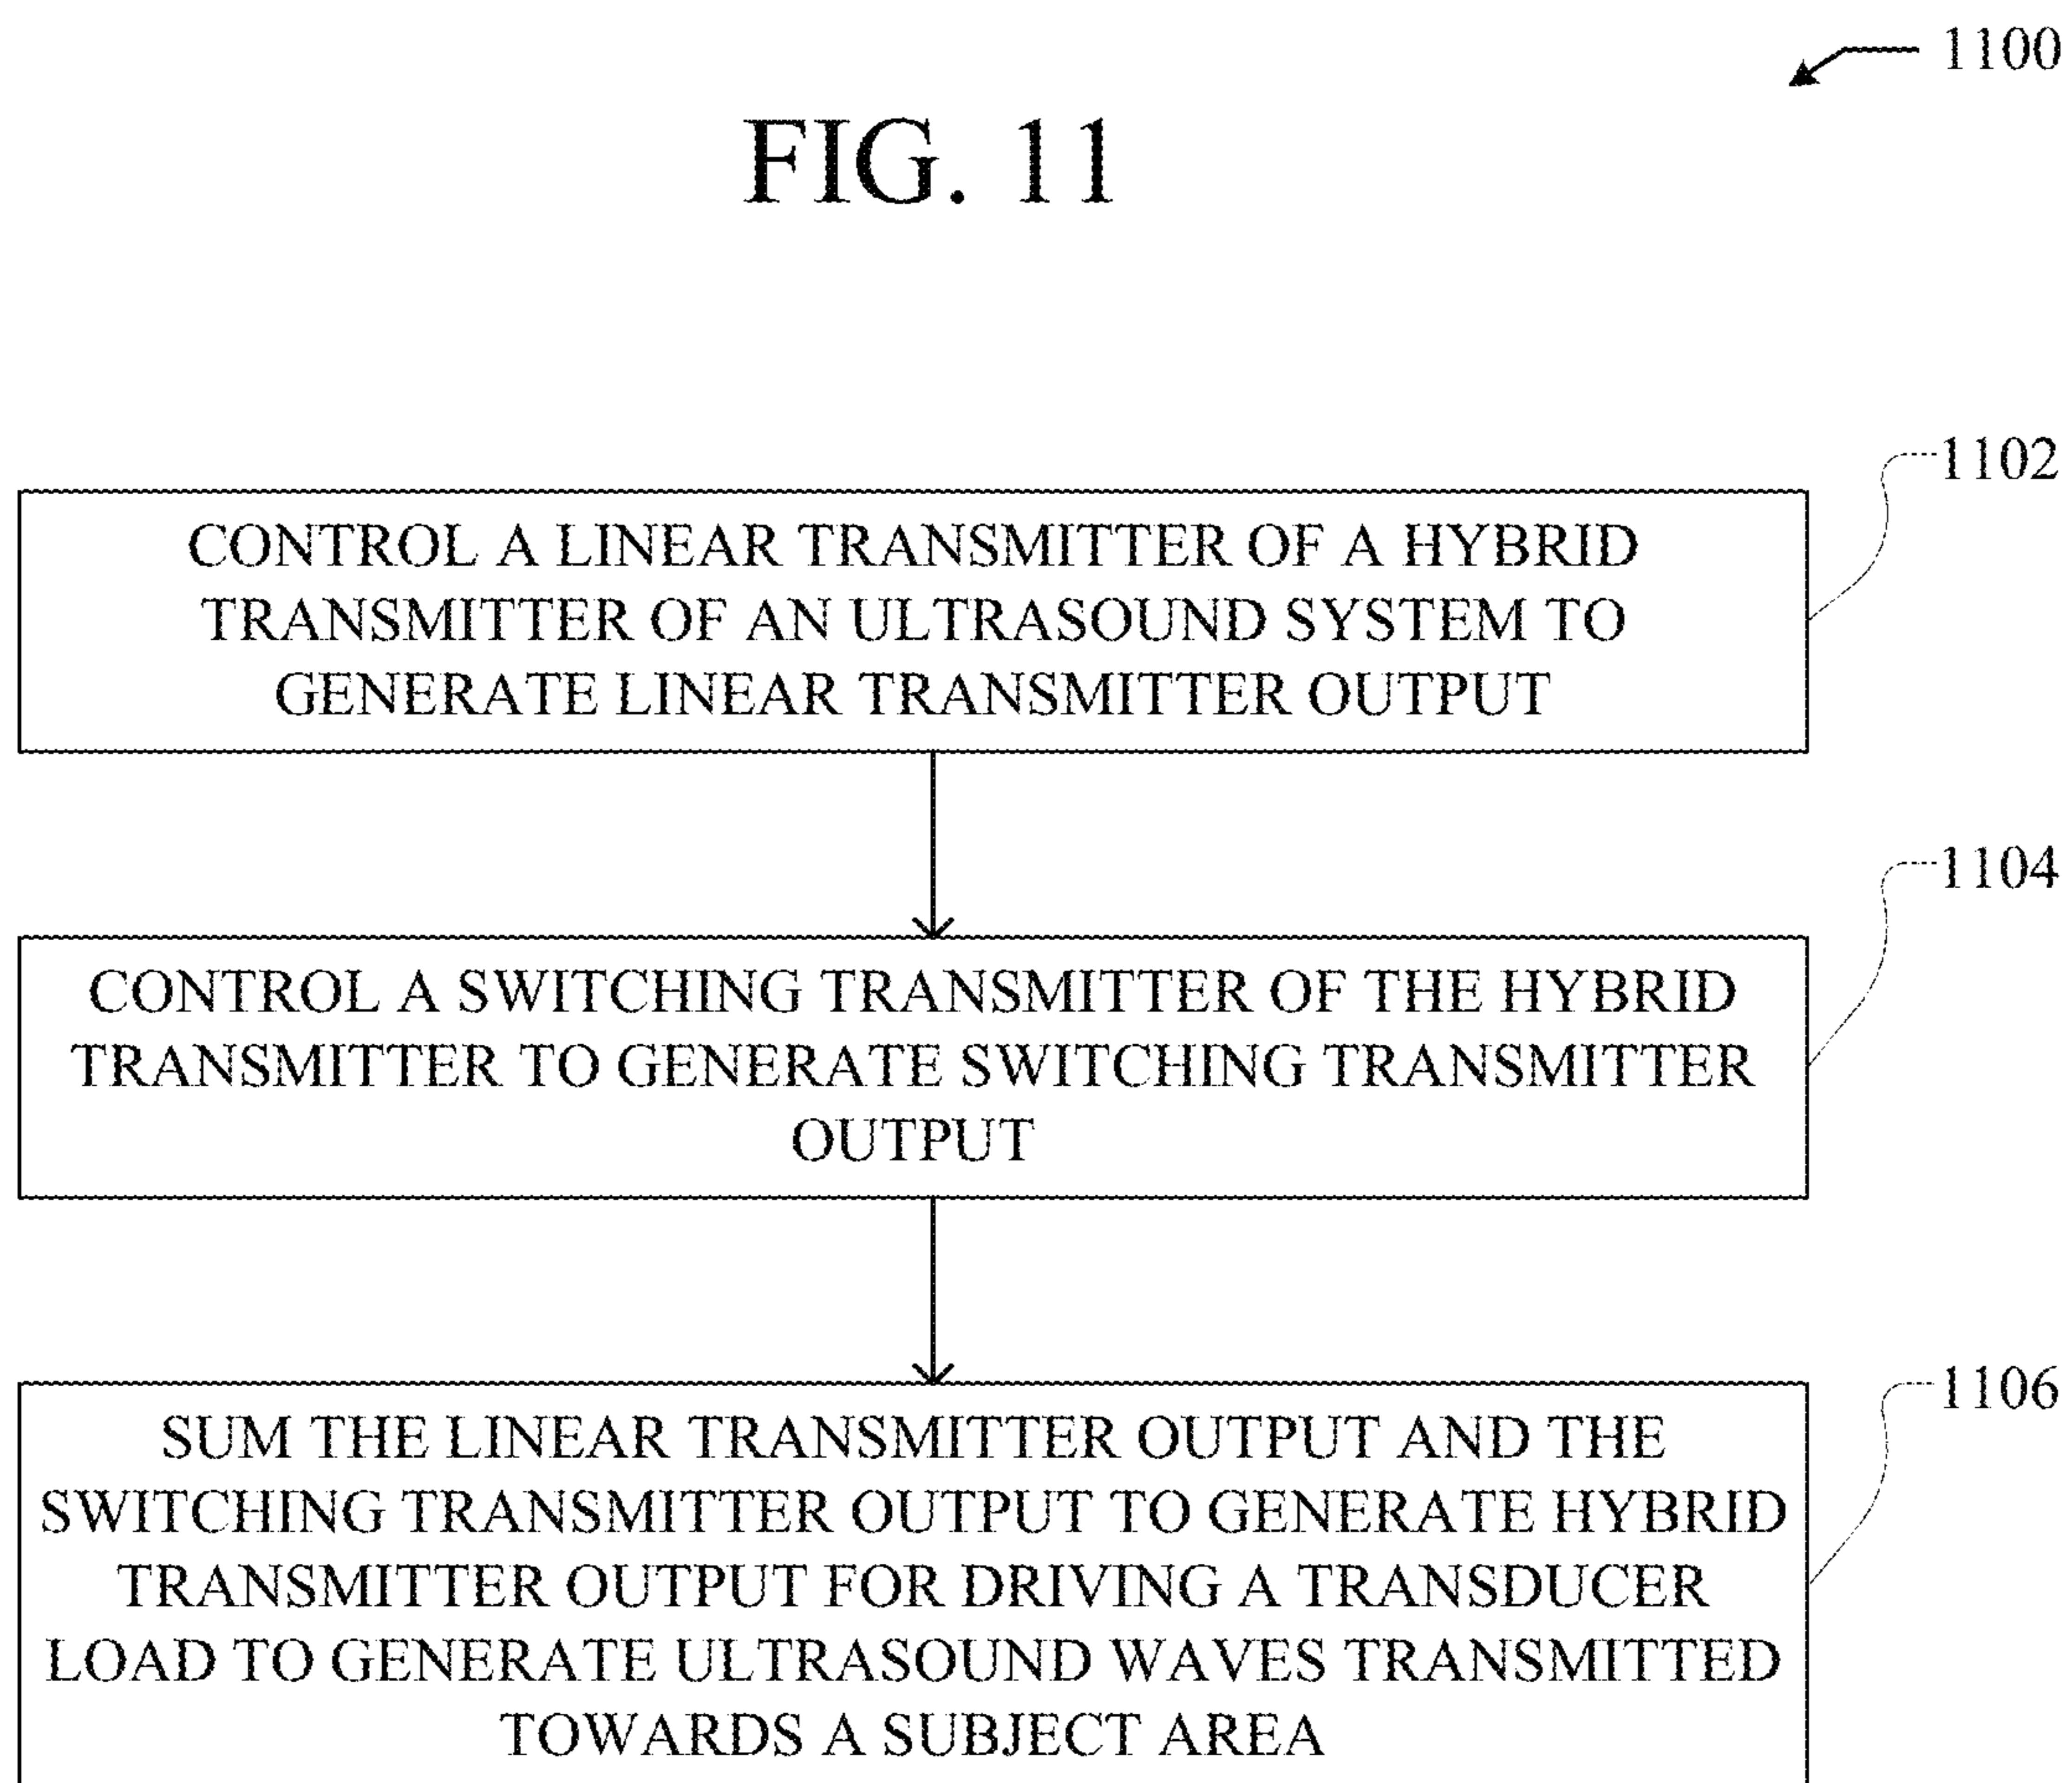 1100
FIG. 11
1102
CONTROL A LINEAR TRANSMITTER OF A HYBRID
TRANSMITTER OF AN ULTRASOUND SYSTEM TO
GENERATE LINEAR TRANSMITTER OUTPUT
1104
CONTROL A SWITCHING TRANSMITTER OF THE HYBRID
TRANSMITTER TO GENERATE SWITCHING TRANSMITTER
OUTPUT
1106
SUM THE LINEAR TRANSMITTER OUTPUT AND THE
SWITCHING TRANSMITTER OUTPUT TO GENERATE HYBRID
TRANSMITTER OUTPUT FOR DRIVING A TRANSDUCER
LOAD TO GENERATE ULTRASOUND WAVES TRANSMITTED
TOWARDS A SUBJECT AREA